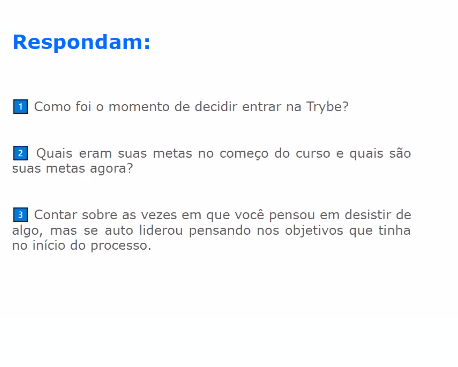 Respondam:
1 Como foi o momento de decidir entrar na Trybe?
2 Quais eram suas metas no começo do curso e quais são
suas metas agora?
3 Contar sobre as vezes em que você pensou em desistir de
algo, mas se auto liderou pensando nos objetivos que tinha
no início do processo.